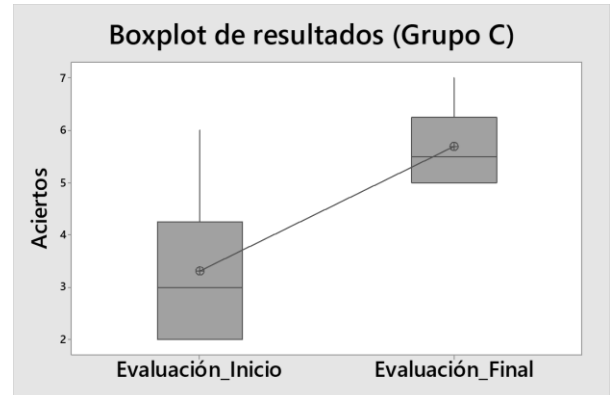 Boxplot de resultados (Grupo C)
Aciertos
7
6
5
4
3
2
Evaluación_Inicio
Evaluación_Final